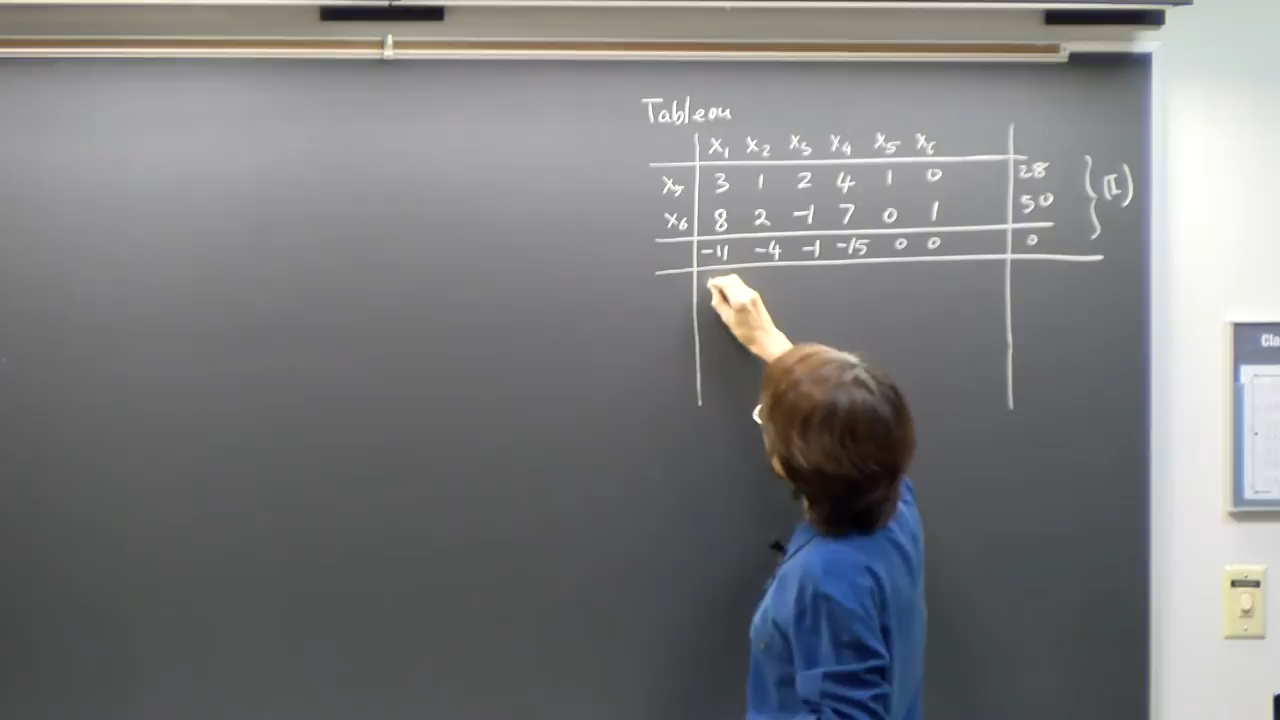 Tableau
x₁ x₂ x₃ x₄ x₅ x₆
x₅ 3 1 2 4 1 0 28
x₆ 8 2 -1 7 0 1 50
-11 -4 -1 -15 0 0 0
(I)
Cla